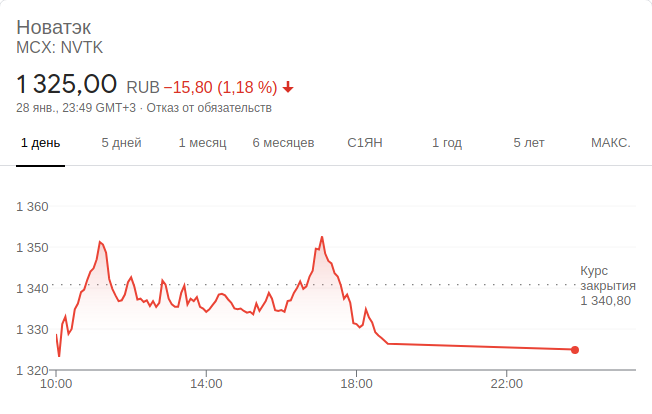 Новатэк
MCX: NVTK
1 325,00 RUB −15,80 (1,18 %)
28 янв., 23:49 GMT+3 · Отказ от обязательств
1 день 5 дней 1 месяц 6 месяцев С1ЯН 1 год 5 лет МАКС.
1 360
1 350
1 340
1 330
1 320
Курс
закрытия
1 340,80
10:00 14:00 18:00 22:00